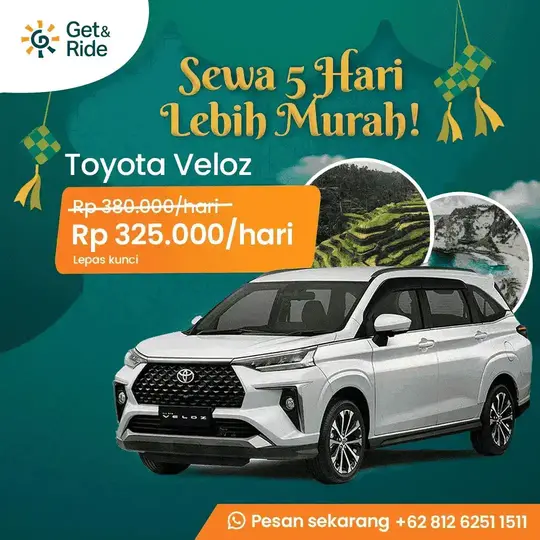 Get&
Ride
Sewa 5 Hari
Lebih Murah!
Toyota Veloz
Rp 380.000/hari
Rp 325.000/hari
Lepas kunci
VELOZ
Pesan sekarang +62 812 6251 1511